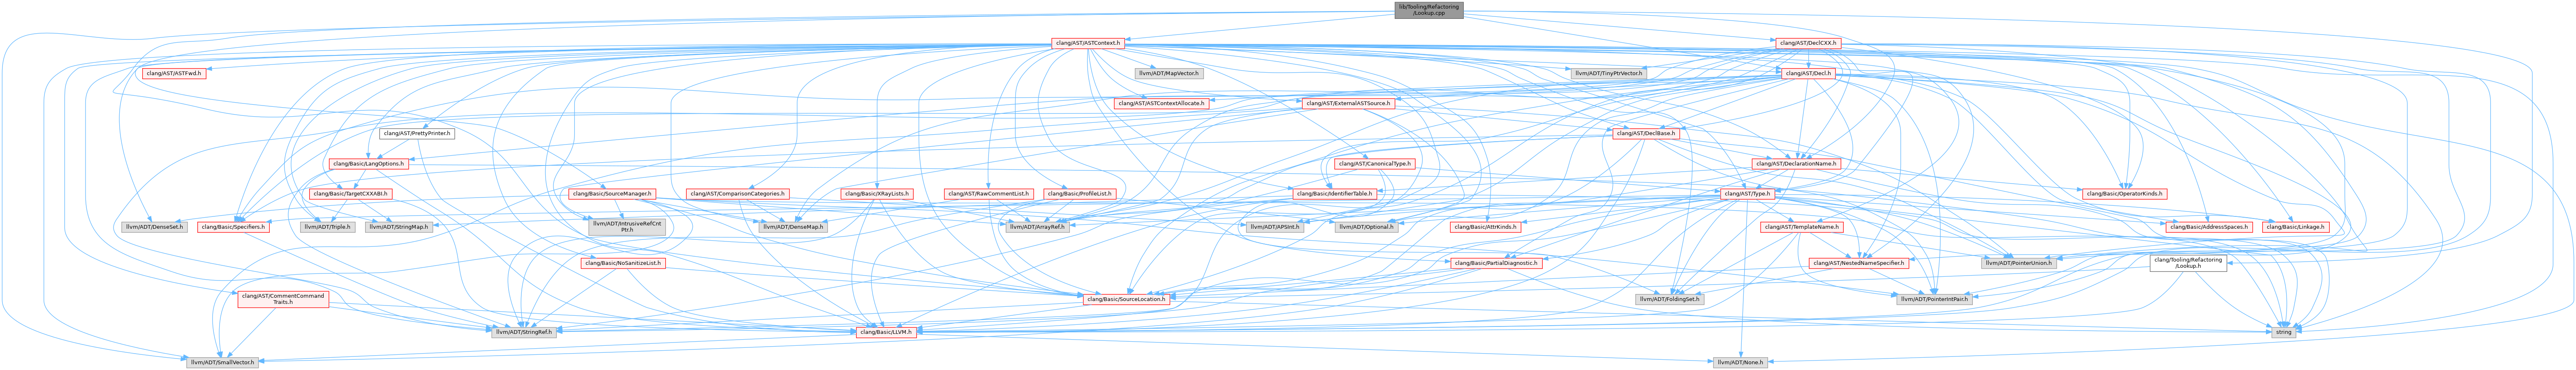 lib/Tooling/Refactoring
/Lookup.cpp
clang/AST/ASTContext.h
clang/AST/DeclCXX.h
clang/AST/ASTFwd.h
llvm/ADT/MapVector.h
llvm/ADT/TinyPtrVector.h
clang/AST/Decl.h
clang/AST/ASTContextAllocate.h
clang/AST/ExternalASTSource.h
clang/AST/PrettyPrinter.h
clang/AST/DeclBase.h
clang/Basic/LangOptions.h
clang/AST/CanonicalType.h
clang/AST/DeclarationName.h
clang/Basic/TargetCXXABI.h
clang/Basic/SourceManager.h
clang/AST/ComparisonCategories.h
clang/Basic/XRayLists.h
clang/AST/RawCommentList.h
clang/Basic/ProfileList.h
clang/Basic/IdentifierTable.h
clang/AST/Type.h
clang/Basic/OperatorKinds.h
llvm/ADT/DenseSet.h
clang/Basic/Specifiers.h
llvm/ADT/Triple.h
llvm/ADT/StringMap.h
llvm/ADT/IntrusiveRefCnt
Ptr.h
llvm/ADT/DenseMap.h
llvm/ADT/ArrayRef.h
llvm/ADT/APSInt.h
llvm/ADT/Optional.h
clang/Basic/AttrKinds.h
clang/AST/TemplateName.h
clang/Basic/AddressSpaces.h
clang/Basic/Linkage.h
clang/Basic/NoSanitizeList.h
clang/Basic/PartialDiagnostic.h
clang/AST/NestedNameSpecifier.h
llvm/ADT/PointerUnion.h
clang/Tooling/Refactoring
/Lookup.h
clang/AST/CommentCommand
Traits.h
clang/Basic/SourceLocation.h
llvm/ADT/FoldingSet.h
llvm/ADT/PointerIntPair.h
llvm/ADT/StringRef.h
clang/Basic/LLVM.h
string
llvm/ADT/SmallVector.h
llvm/ADT/None.h